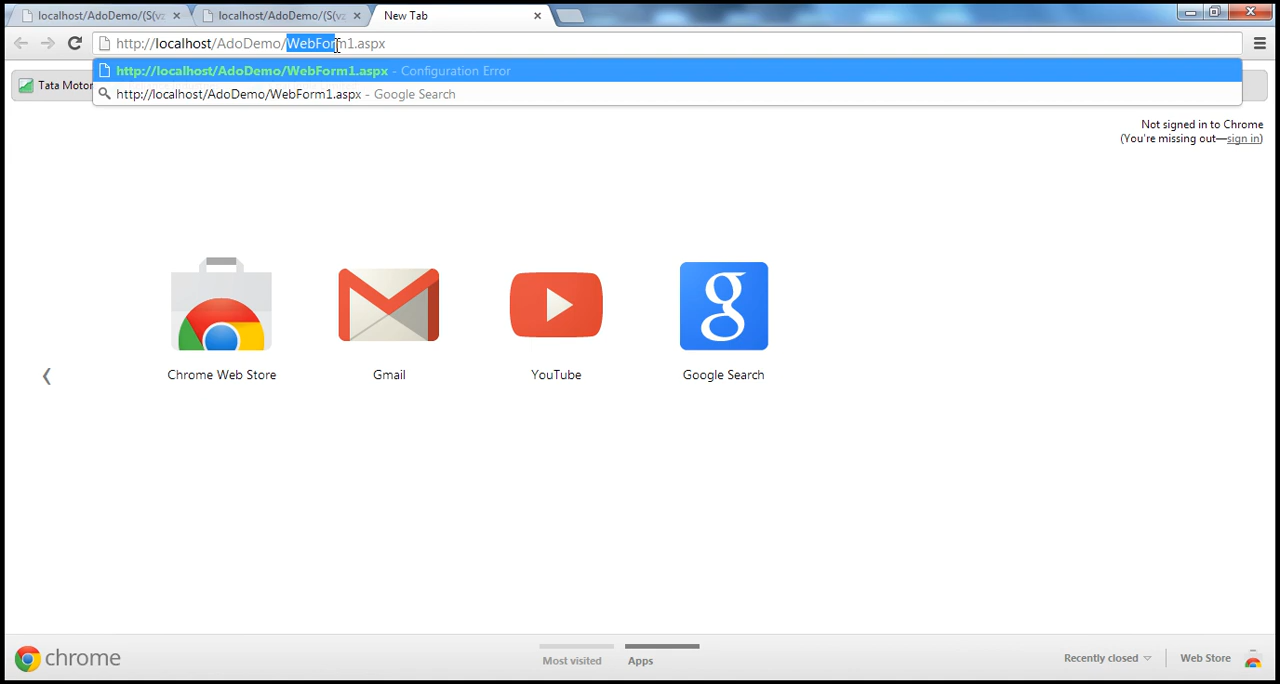 localhost/AdoDemo/(S(vz
localhost/AdoDemo/(S(vz
New Tab
http://localhost/AdoDemo/WebForm1.aspx
http://localhost/AdoDemo/WebForm1.aspx - Configuration Error
http://localhost/AdoDemo/WebForm1.aspx - Google Search
Tata Motor
Not signed in to Chrome
(You're missing out—sign in)
Chrome Web Store
Gmail
YouTube
Google Search
chrome
Most visited
Apps
Recently closed
Web Store